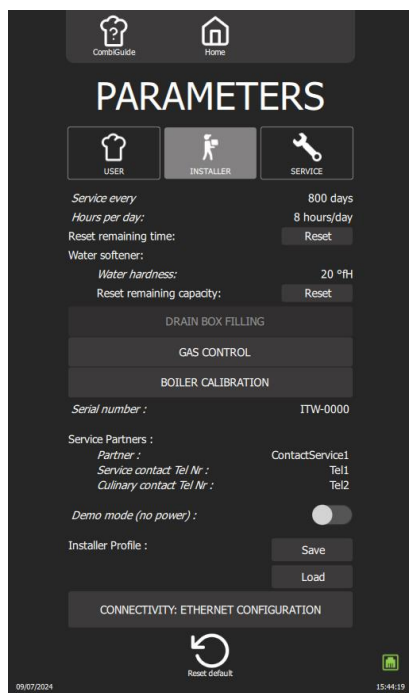 CombiGuide Home
PARAMETERS
USER INSTALLER SERVICE
Service every 800 days
Hours per day: 8 hours/day
Reset remaining time: Reset
Water softener:
Water hardness: 20 °fH
Reset remaining capacity: Reset
DRAIN BOX FILLING
GAS CONTROL
BOILER CALIBRATION
Serial number : ITW-0000
Service Partners :
Partner : ContactService1
Service contact Tel Nr : Tel1
Culinary contact Tel Nr : Tel2
Demo mode (no power) :
Installer Profile : Save
Load
CONNECTIVITY: ETHERNET CONFIGURATION
Reset default
09/07/2024 15:44:19